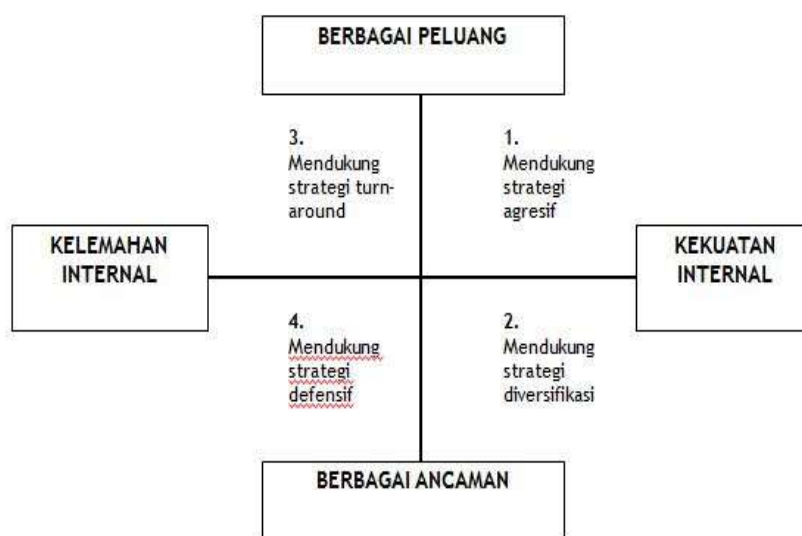 BERBAGAI PELUANG
3.
Mendukung
strategi turn-
around
1.
Mendukung
strategi
agresif
KELEMAHAN
INTERNAL
KEKUATAN
INTERNAL
4.
Mendukung
strategi
defensif
2.
Mendukung
strategi
diversifikasi
BERBAGAI ANCAMAN